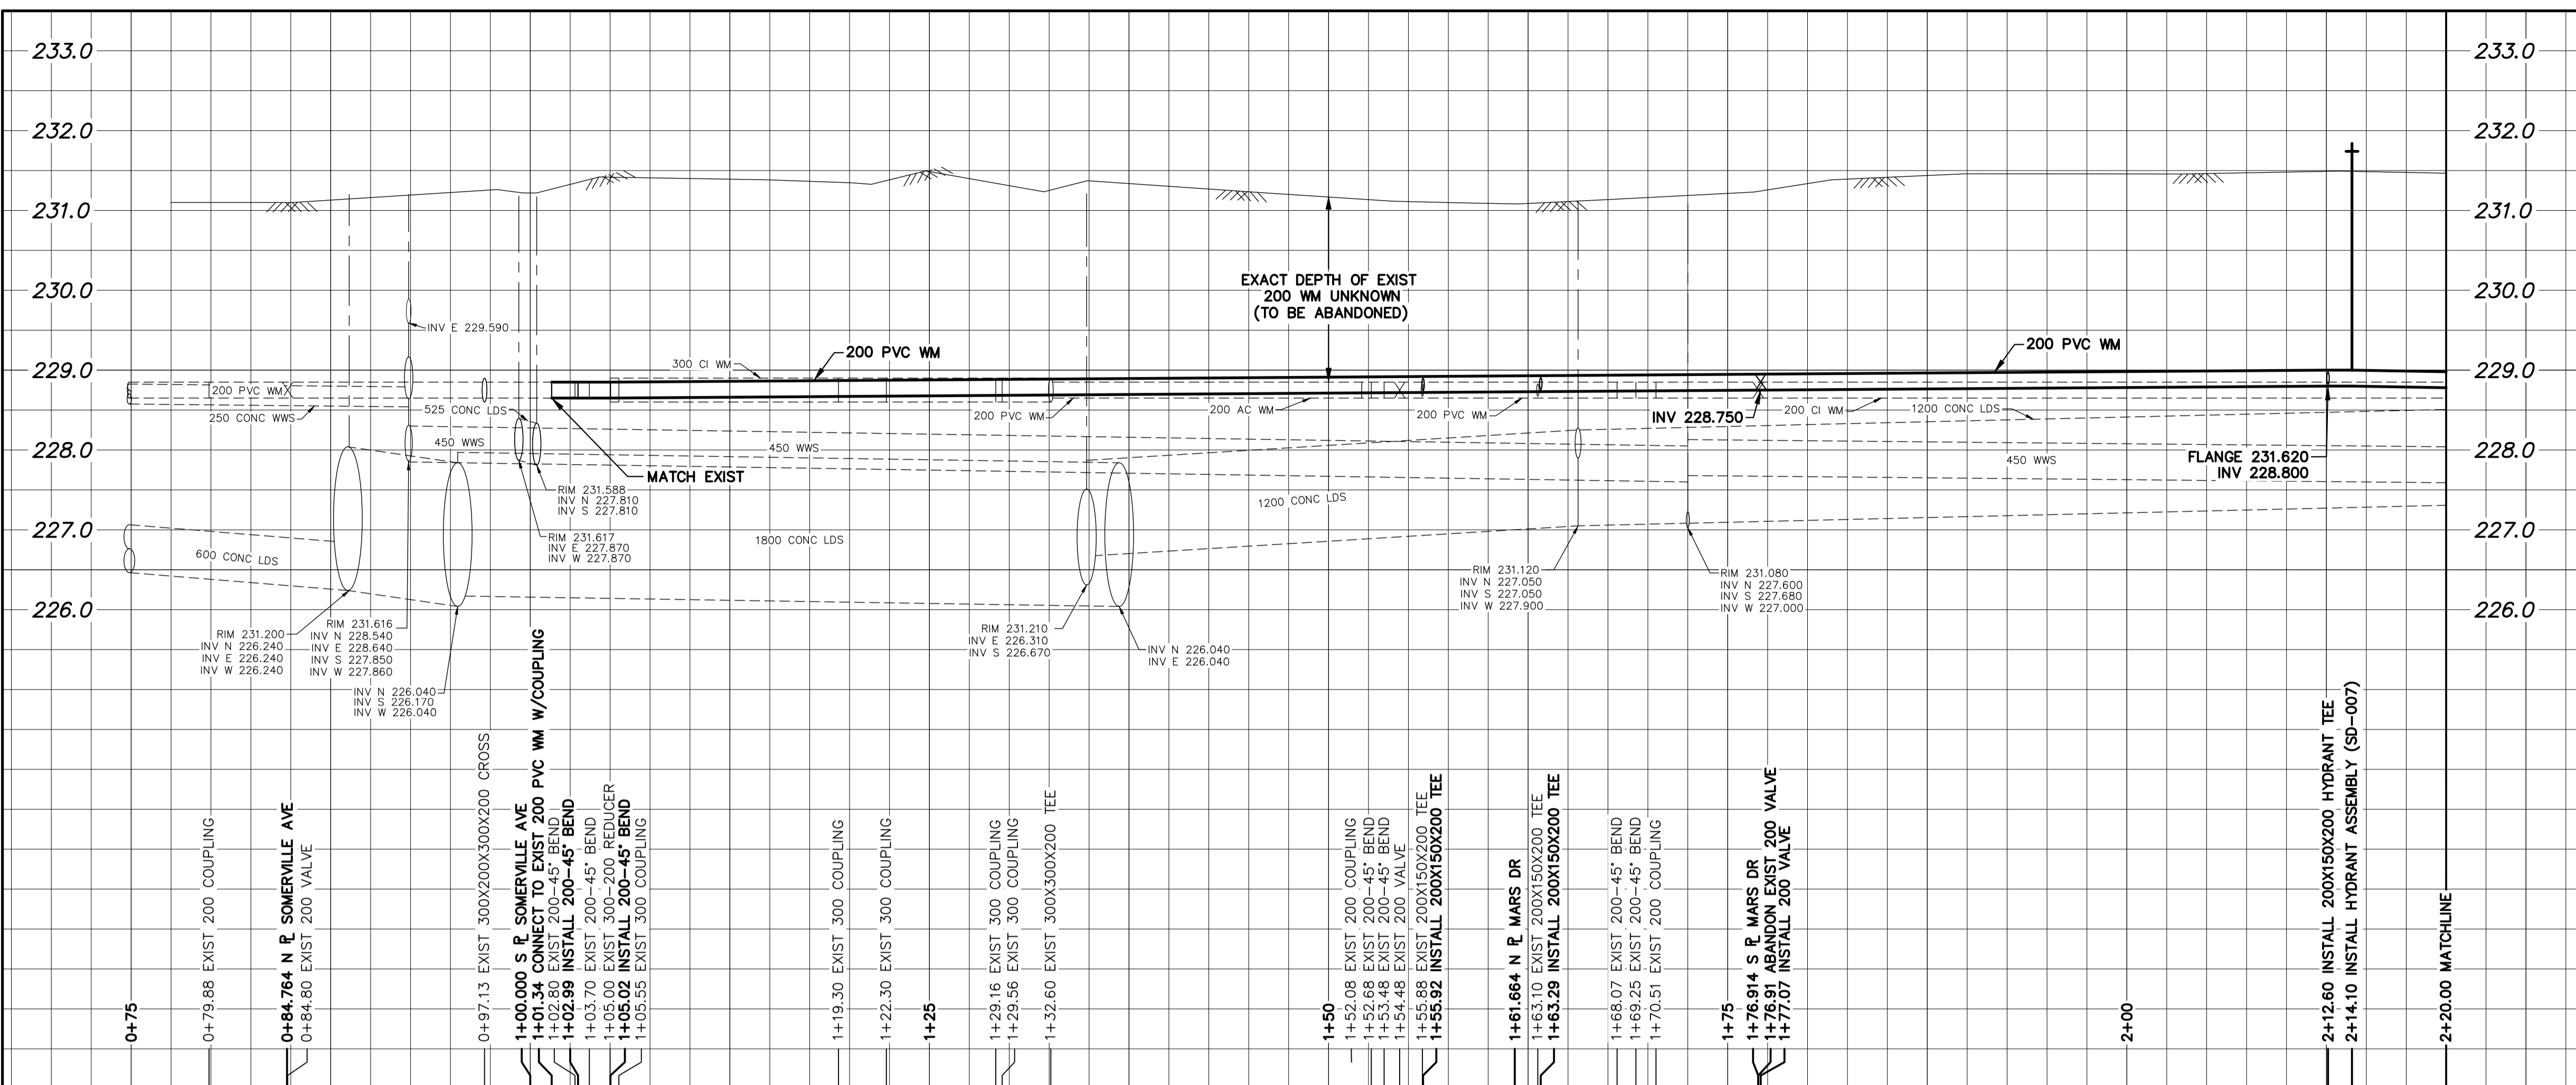 233.0
233.0
232.0
232.0
231.0
231.0
230.0
230.0
229.0
229.0
228.0
228.0
227.0
227.0
226.0
226.0
EXACT DEPTH OF EXIST
200 WM UNKNOWN
(TO BE ABANDONED)
INV E 229.590
200 PVC WM
300 CI WM
200 PVC WM
200 PVC WM
250 CONC WWS
525 CONC LDS
450 WWS
450 WWS
MATCH EXIST
200 PVC WM
200 AC WM
200 PVC WM
INV 228.750
200 CI WM
1200 CONC LDS
450 WWS
FLANGE 231.620
INV 228.800
RIM 231.588
INV N 227.810
INV S 227.810
RIM 231.617
INV E 227.870
INV W 227.870
600 CONC LDS
1800 CONC LDS
1200 CONC LDS
RIM 231.200
INV N 226.240
INV E 226.240
INV W 226.240
RIM 231.616
INV N 228.540
INV E 228.640
INV S 227.850
INV W 227.860
INV N 226.040
INV S 226.170
INV W 226.040
RIM 231.210
INV E 226.310
INV S 226.670
INV N 226.040
INV E 226.040
RIM 231.120
INV N 227.050
INV S 227.050
INV W 227.900
RIM 231.080
INV N 227.600
INV S 227.680
INV W 227.000
0+75
0+79.88 EXIST 200 COUPLING
0+84.764 N PL SOMERVILLE AVE
0+84.80 EXIST 200 VALVE
0+97.13 EXIST 300X200X300X200 CROSS
1+00.000 S PL SOMERVILLE AVE
1+01.34 CONNECT TO EXIST 200 PVC WM W/COUPLING
1+02.80 EXIST 200-45° BEND
1+02.99 INSTALL 200-45° BEND
1+03.70 EXIST 200-45° BEND
1+05.00 EXIST 300-200 REDUCER
1+05.02 INSTALL 200-45° BEND
1+05.55 EXIST 300 COUPLING
1+19.30 EXIST 300 COUPLING
1+22.30 EXIST 300 COUPLING
1+25
1+29.16 EXIST 300 COUPLING
1+29.56 EXIST 300 COUPLING
1+32.60 EXIST 300X300X200 TEE
1+50
1+52.08 EXIST 200 COUPLING
1+52.68 EXIST 200-45° BEND
1+53.48 EXIST 200-45° BEND
1+54.48 EXIST 200 VALVE
1+55.88 EXIST 200X150X200 TEE
1+55.92 INSTALL 200X150X200 TEE
1+61.664 N PL MARS DR
1+63.10 EXIST 200X150X200 TEE
1+63.29 INSTALL 200X150X200 TEE
1+68.07 EXIST 200-45° BEND
1+69.25 EXIST 200-45° BEND
1+70.51 EXIST 200 COUPLING
1+75
1+76.914 S PL MARS DR
1+76.91 ABANDON EXIST 200 VALVE
1+77.07 INSTALL 200 VALVE
2+00
2+12.60 INSTALL 200X150X200 HYDRANT TEE
2+14.10 INSTALL HYDRANT ASSEMBLY (SD-007)
2+20.00 MATCHLINE